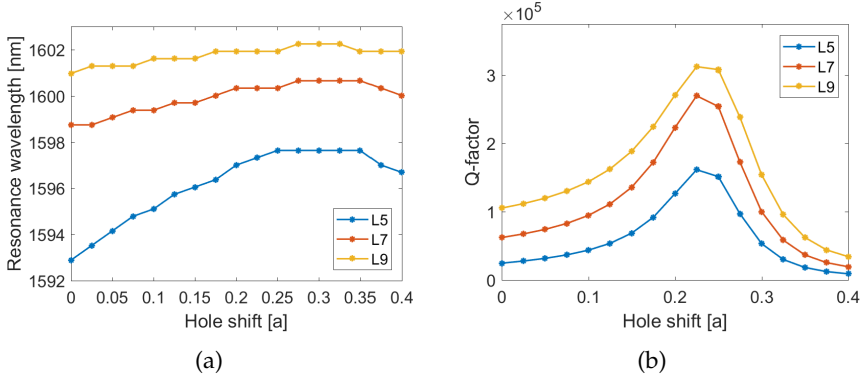 Resonance wavelength [nm]
1602
1600
1598
1596
1594
1592
0 0.05 0.1 0.15 0.2 0.25 0.3 0.35 0.4
Hole shift [a]
L5
L7
L9
(a)
×10⁵
Q-factor
3
2
1
0
0 0.1 0.2 0.3 0.4
Hole shift [a]
L5
L7
L9
(b)